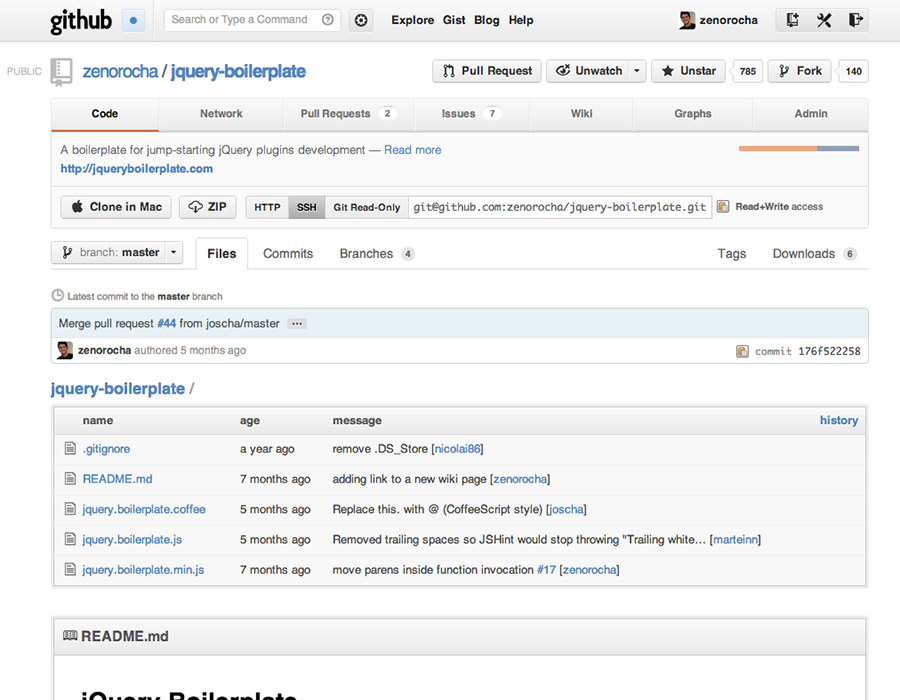 github Search or Type a Command Explore Gist Blog Help zenorocha
PUBLIC zenorocha / jquery-boilerplate Pull Request Unwatch Unstar 785 Fork 140
Code Network Pull Requests 2 Issues 7 Wiki Graphs Admin
A boilerplate for jump-starting jQuery plugins development — Read more
http://jqueryboilerplate.com
Clone in Mac ZIP HTTP SSH Git Read-Only git@github.com:zenorocha/jquery-boilerplate.git Read+Write access
branch: master Files Commits Branches 4 Tags Downloads 6
Latest commit to the master branch
Merge pull request #44 from joscha/master ...
zenorocha authored 5 months ago commit 176f522258
jquery-boilerplate /
name age message history
.gitignore a year ago remove .DS_Store [nicolai86]
README.md 7 months ago adding link to a new wiki page [zenorocha]
jquery.boilerplate.coffee 5 months ago Replace this. with @ (CoffeeScript style) [joscha]
jquery.boilerplate.js 5 months ago Removed trailing spaces so JSHint would stop throwing "Trailing white... [marteinn]
jquery.boilerplate.min.js 7 months ago move parens inside function invocation #17 [zenorocha]
README.md
jQuery Boilerplate